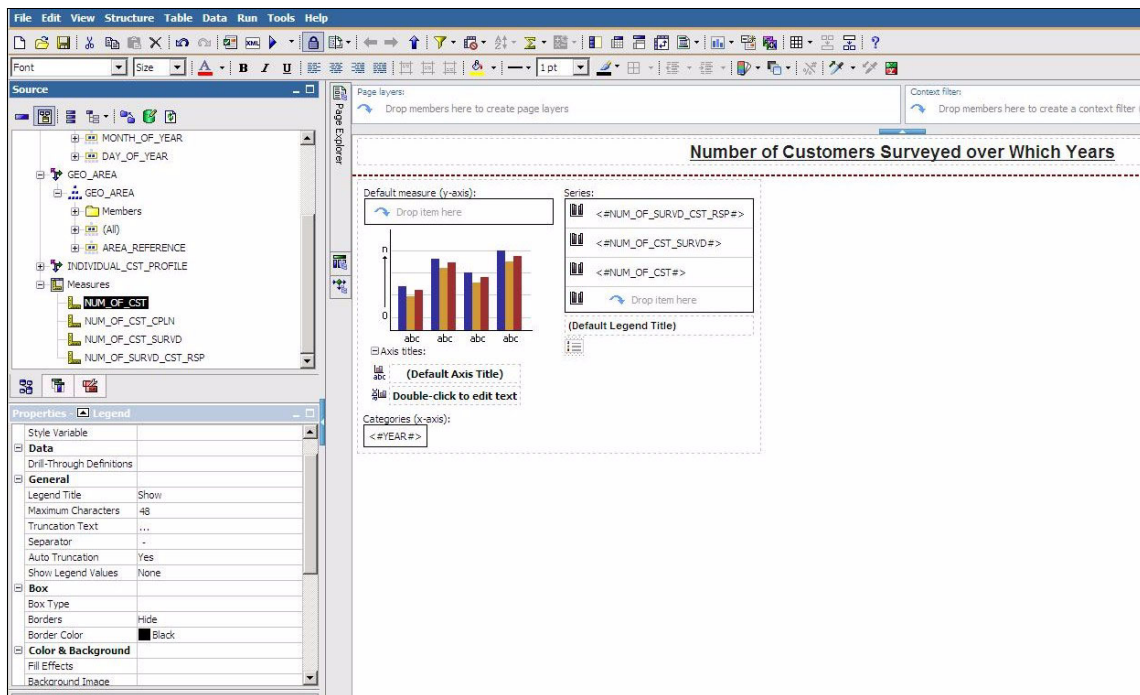 File Edit View Structure Table Data Run Tools Help
Font Size A B I U 1 pt
Source
MONTH_OF_YEAR
DAY_OF_YEAR
GEO_AREA
GEO_AREA
Members
(All)
AREA_REFERENCE
INDIVIDUAL_CST_PROFILE
Measures
NUM_OF_CST
NUM_OF_CST_CPLN
NUM_OF_CST_SURVD
NUM_OF_SURVD_CST_RSP
Properties - Legend
Style Variable
Data
Drill-Through Definitions
General
Legend Title Show
Maximum Characters 48
Truncation Text ...
Separator -
Auto Truncation Yes
Show Legend Values None
Box
Box Type
Borders Hide
Border Color Black
Color & Background
Fill Effects
Background Image
Page Explorer
Page layers:
Drop members here to create page layers
Context filter:
Drop members here to create a context filter
Number of Customers Surveyed over Which Years
Default measure (y-axis):
Drop item here
n
0
abc abc abc abc
Axis titles:
abc
(Default Axis Title)
Double-click to edit text
Categories (x-axis):
<#YEAR#>
Series:
<#NUM_OF_SURVD_CST_RSP#>
<#NUM_OF_CST_SURVD#>
<#NUM_OF_CST#>
Drop item here
(Default Legend Title)